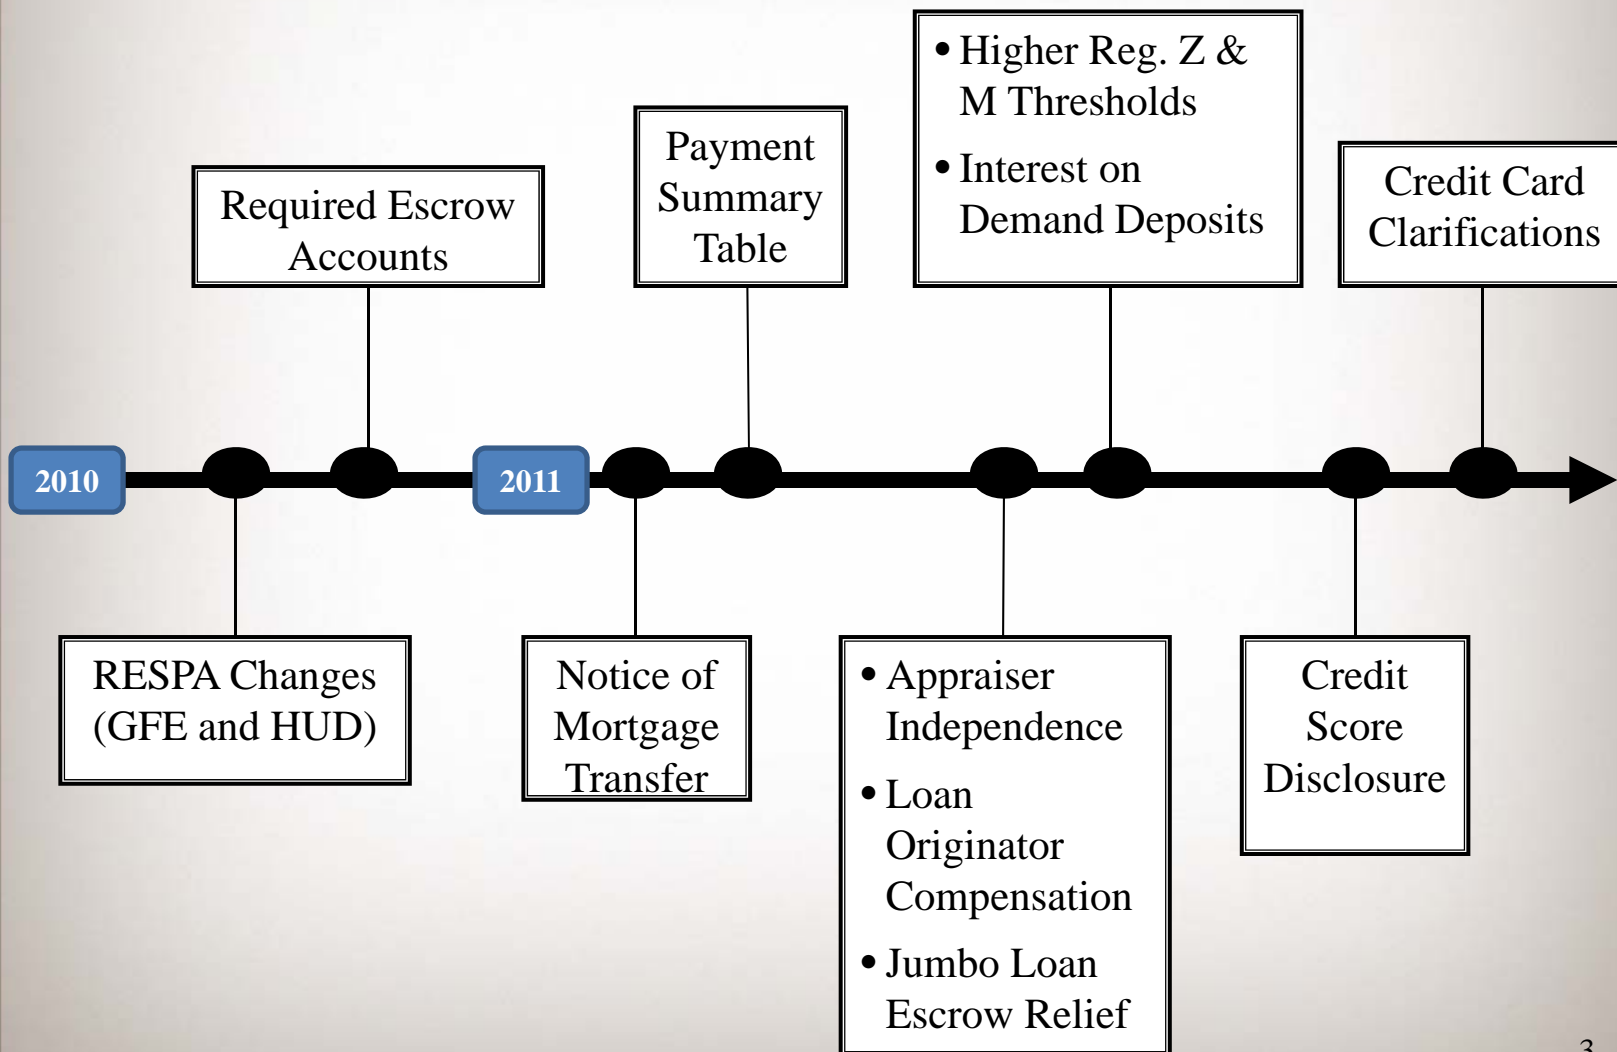 • Higher Reg. Z &
M Thresholds
• Interest on
Demand Deposits
Payment
Summary
Table
Required Escrow
Accounts
Credit Card
Clarifications
2010
2011
RESPA Changes
(GFE and HUD)
Notice of
Mortgage
Transfer
• Appraiser
Independence
• Loan
Originator
Compensation
• Jumbo Loan
Escrow Relief
Credit
Score
Disclosure
3